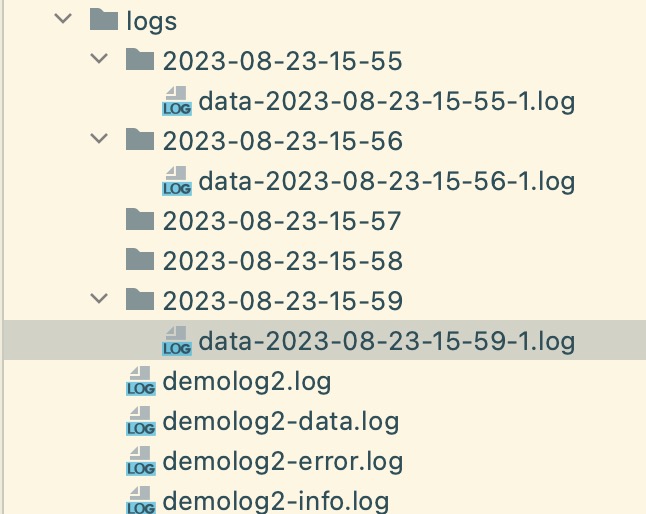 logs
2023-08-23-15-55
LOG data-2023-08-23-15-55-1.log
2023-08-23-15-56
LOG data-2023-08-23-15-56-1.log
2023-08-23-15-57
2023-08-23-15-58
2023-08-23-15-59
LOG data-2023-08-23-15-59-1.log
LOG demolog2.log
LOG demolog2-data.log
LOG demolog2-error.log
LOG demolog2-info.log